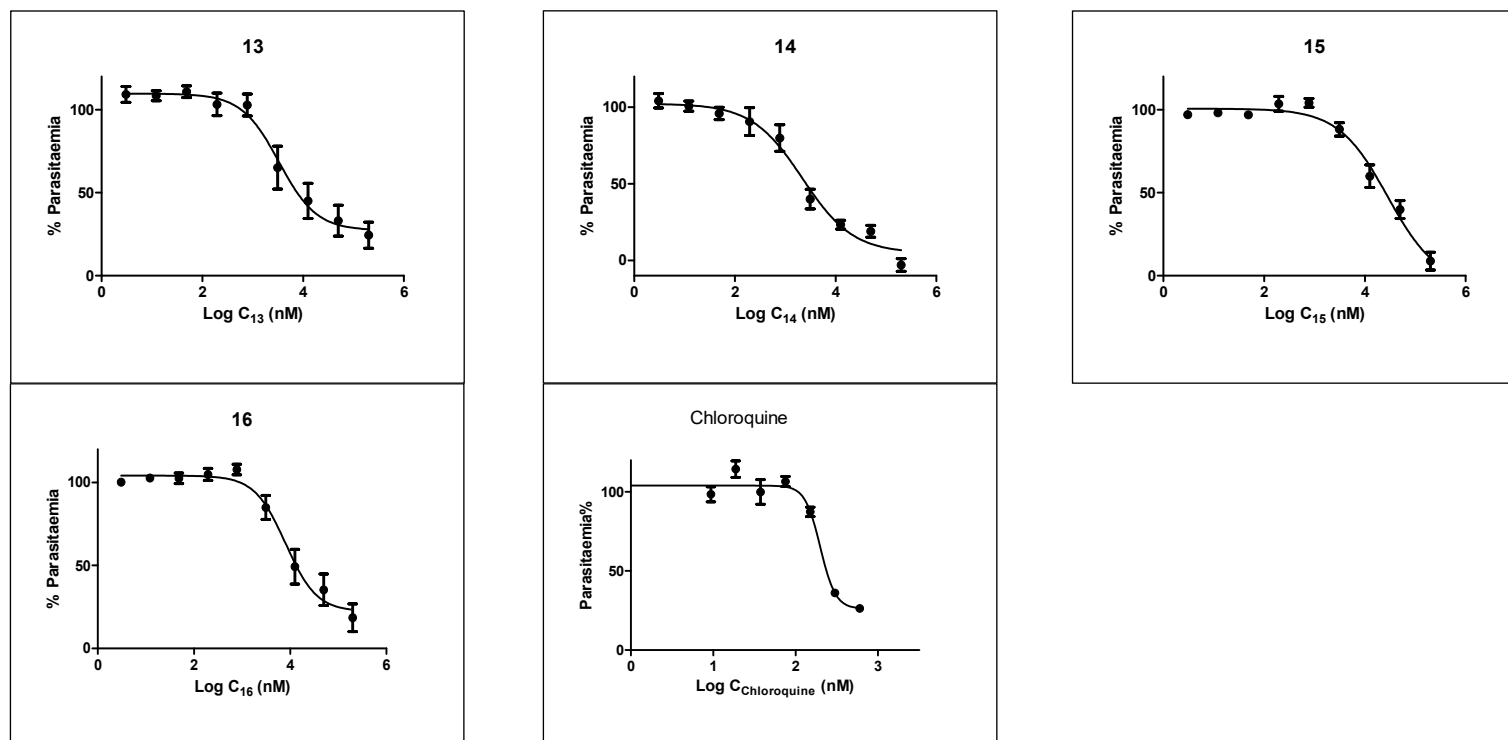 13
% Parasitaemia
100
50
0
0 2 4 6
Log C13 (nM)
14
% Parasitaemia
100
50
0
0 2 4 6
Log C14 (nM)
15
% Parasitaemia
100
50
0
0 2 4 6
Log C15 (nM)
16
% Parasitaemia
100
50
0
0 2 4 6
Log C16 (nM)
Chloroquine
Parasitaemia%
100
50
0
0 1 2 3
Log CChloroquine (nM)